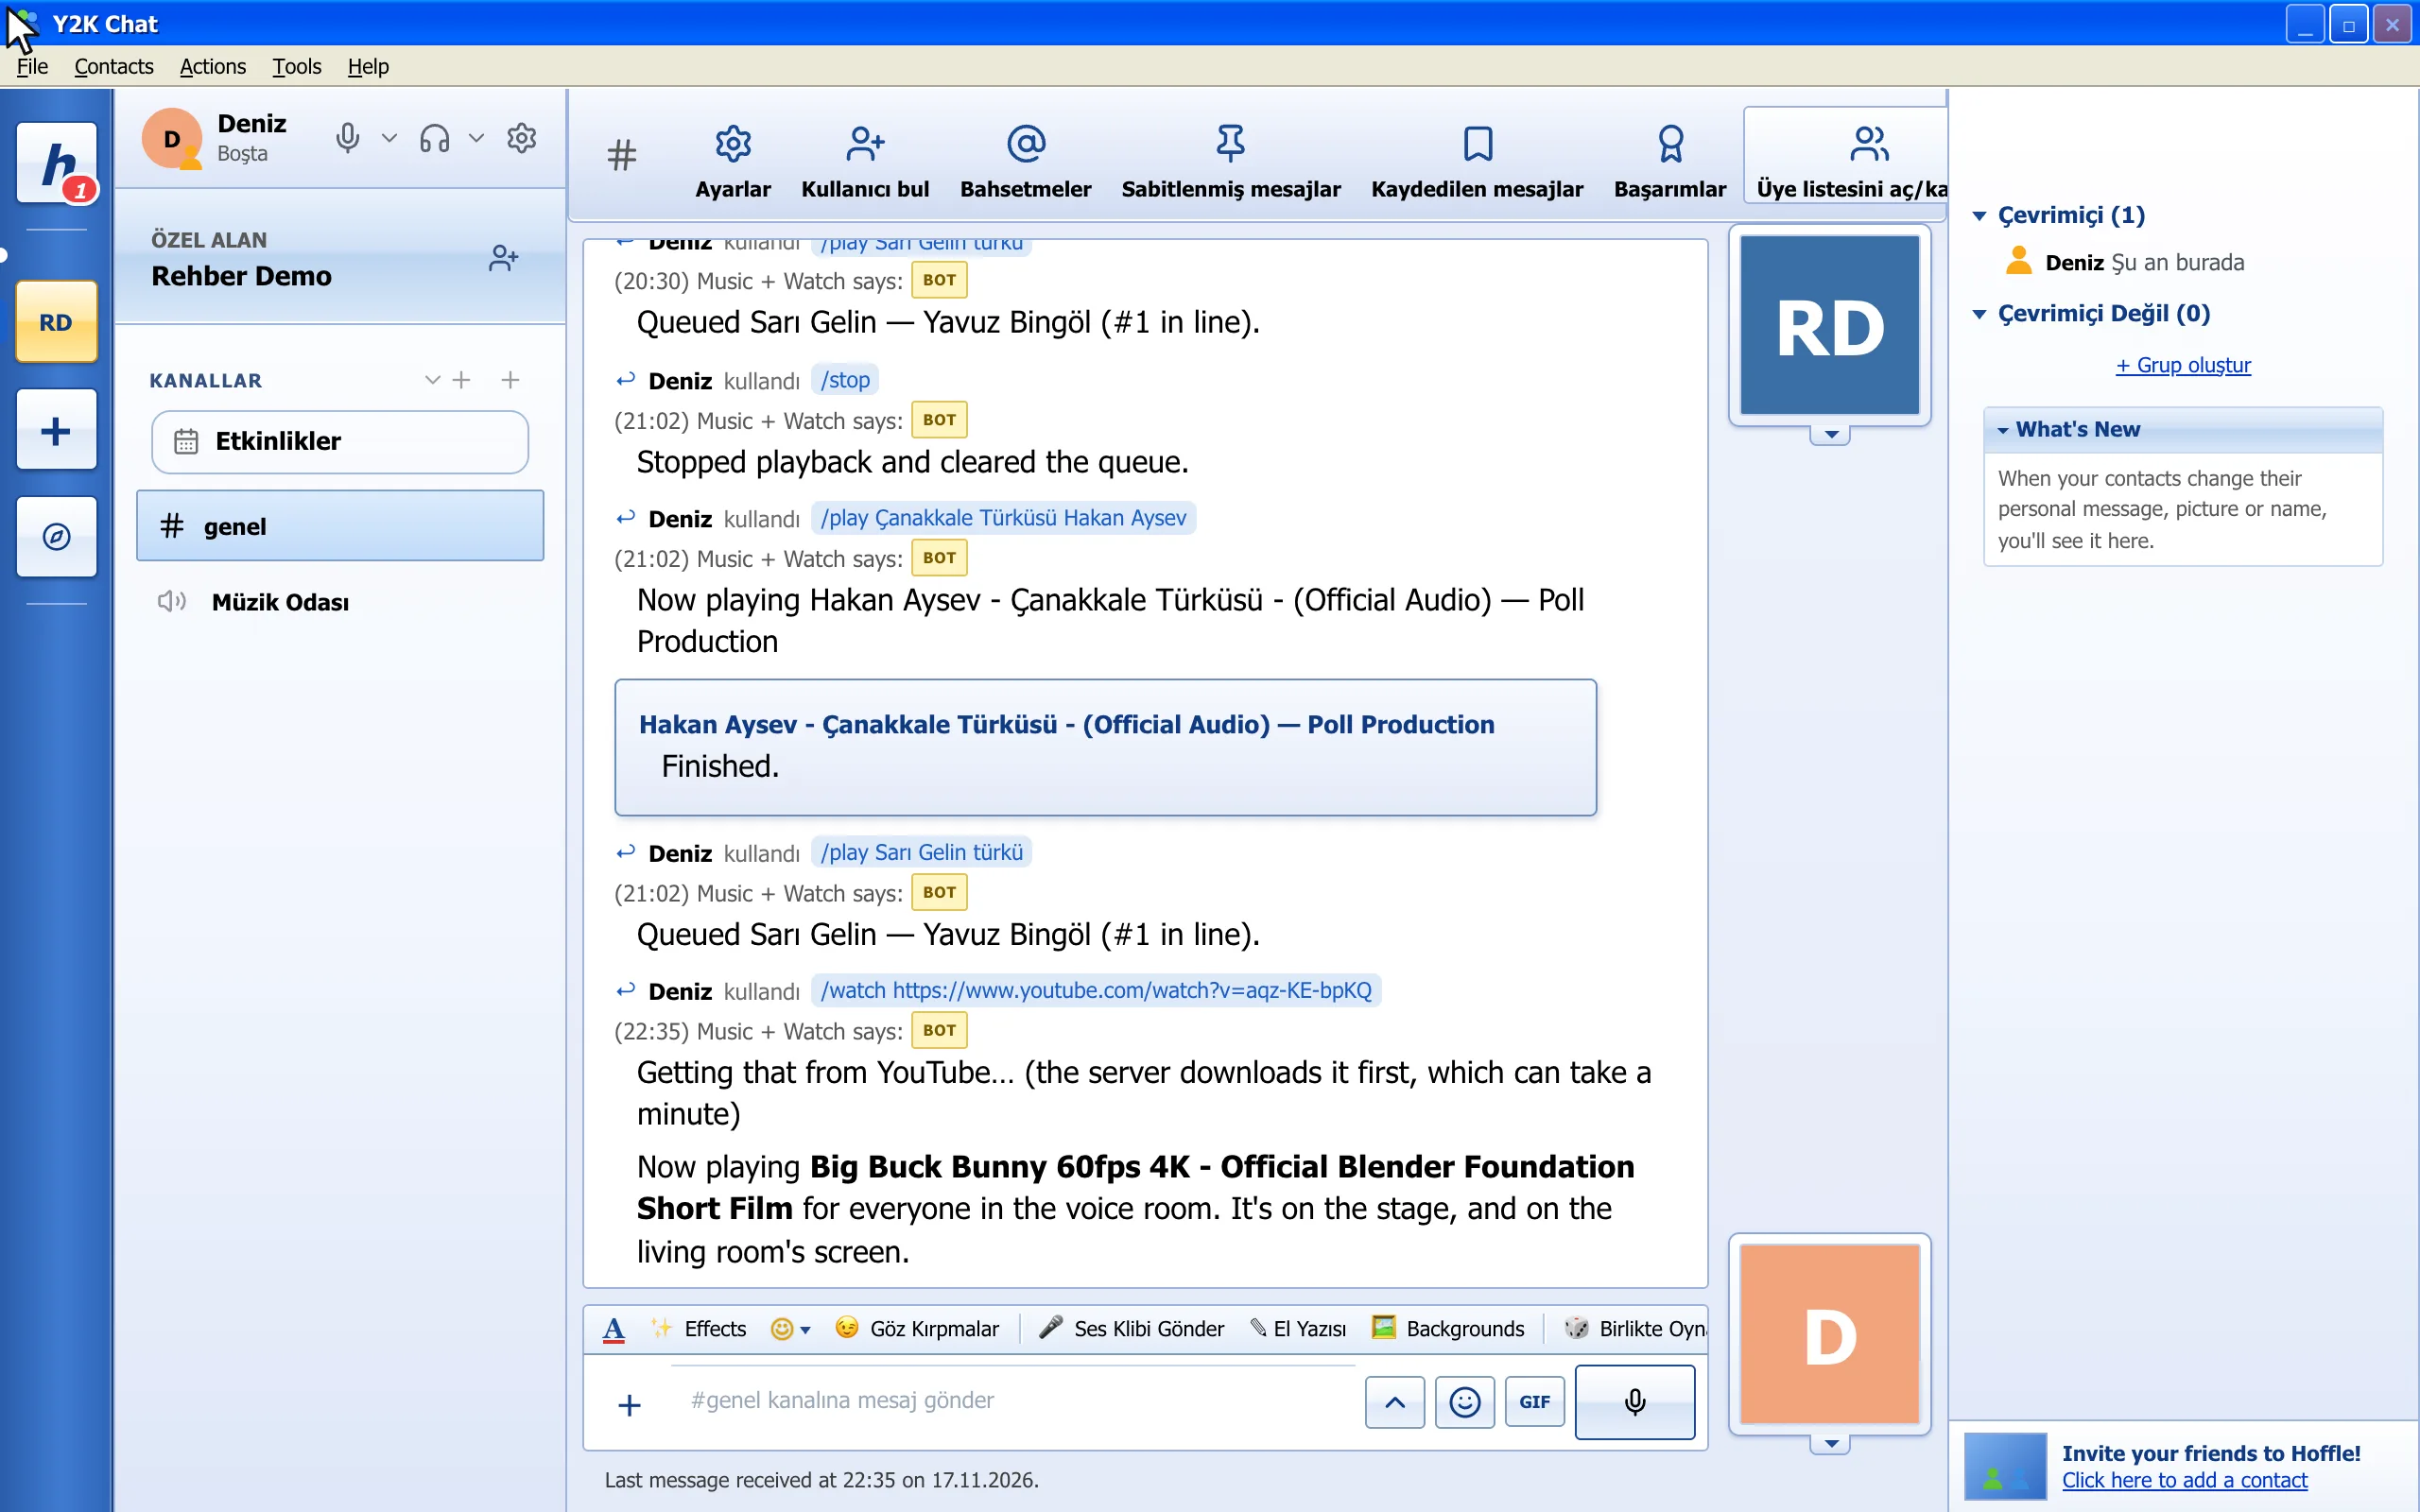 Y2K Chat
File Contacts Actions Tools Help
h
1
RD
D
Deniz
Boşta
ÖZEL ALAN
Rehber Demo
KANALLAR
Etkinlikler
# genel
Müzik Odası
#
Ayarlar
Kullanıcı bul
Bahsetmeler
Sabitlenmiş mesajlar
Kaydedilen mesajlar
Başarımlar
Üye listesini aç/ka
Deniz kullandı /play Sarı Gelin türkü
(20:30) Music + Watch says: BOT
Queued Sarı Gelin — Yavuz Bingöl (#1 in line).
Deniz kullandı /stop
(21:02) Music + Watch says: BOT
Stopped playback and cleared the queue.
Deniz kullandı /play Çanakkale Türküsü Hakan Aysev
(21:02) Music + Watch says: BOT
Now playing Hakan Aysev - Çanakkale Türküsü - (Official Audio) — Poll
Production
Hakan Aysev - Çanakkale Türküsü - (Official Audio) — Poll Production
Finished.
Deniz kullandı /play Sarı Gelin türkü
(21:02) Music + Watch says: BOT
Queued Sarı Gelin — Yavuz Bingöl (#1 in line).
Deniz kullandı /watch https://www.youtube.com/watch?v=aqz-KE-bpKQ
(22:35) Music + Watch says: BOT
Getting that from YouTube… (the server downloads it first, which can take a
minute)
Now playing Big Buck Bunny 60fps 4K - Official Blender Foundation
Short Film for everyone in the voice room. It's on the stage, and on the
living room's screen.
A Effects Göz Kırpmalar Ses Klibi Gönder El Yazısı Backgrounds Birlikte Oyn
#genel kanalına mesaj gönder
GIF
Last message received at 22:35 on 17.11.2026.
RD
D
Çevrimiçi (1)
Deniz Şu an burada
Çevrimiçi Değil (0)
+ Grup oluştur
What's New
When your contacts change their
personal message, picture or name,
you'll see it here.
Invite your friends to Hoffle!
Click here to add a contact